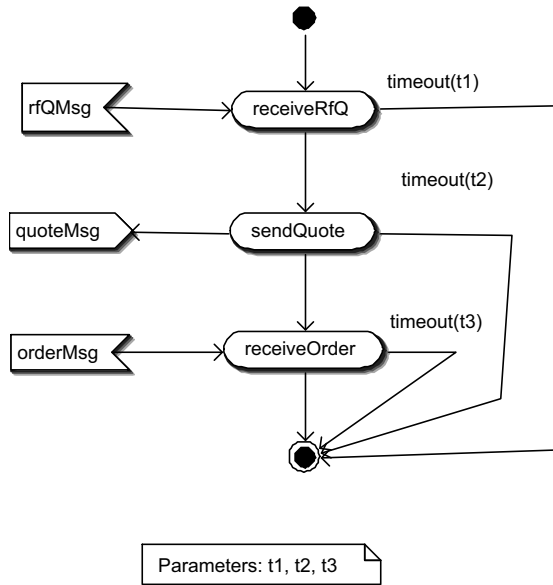 timeout(t1)
rfQMsg
receiveRfQ
timeout(t2)
quoteMsg
sendQuote
timeout(t3)
orderMsg
receiveOrder
Parameters: t1, t2, t3